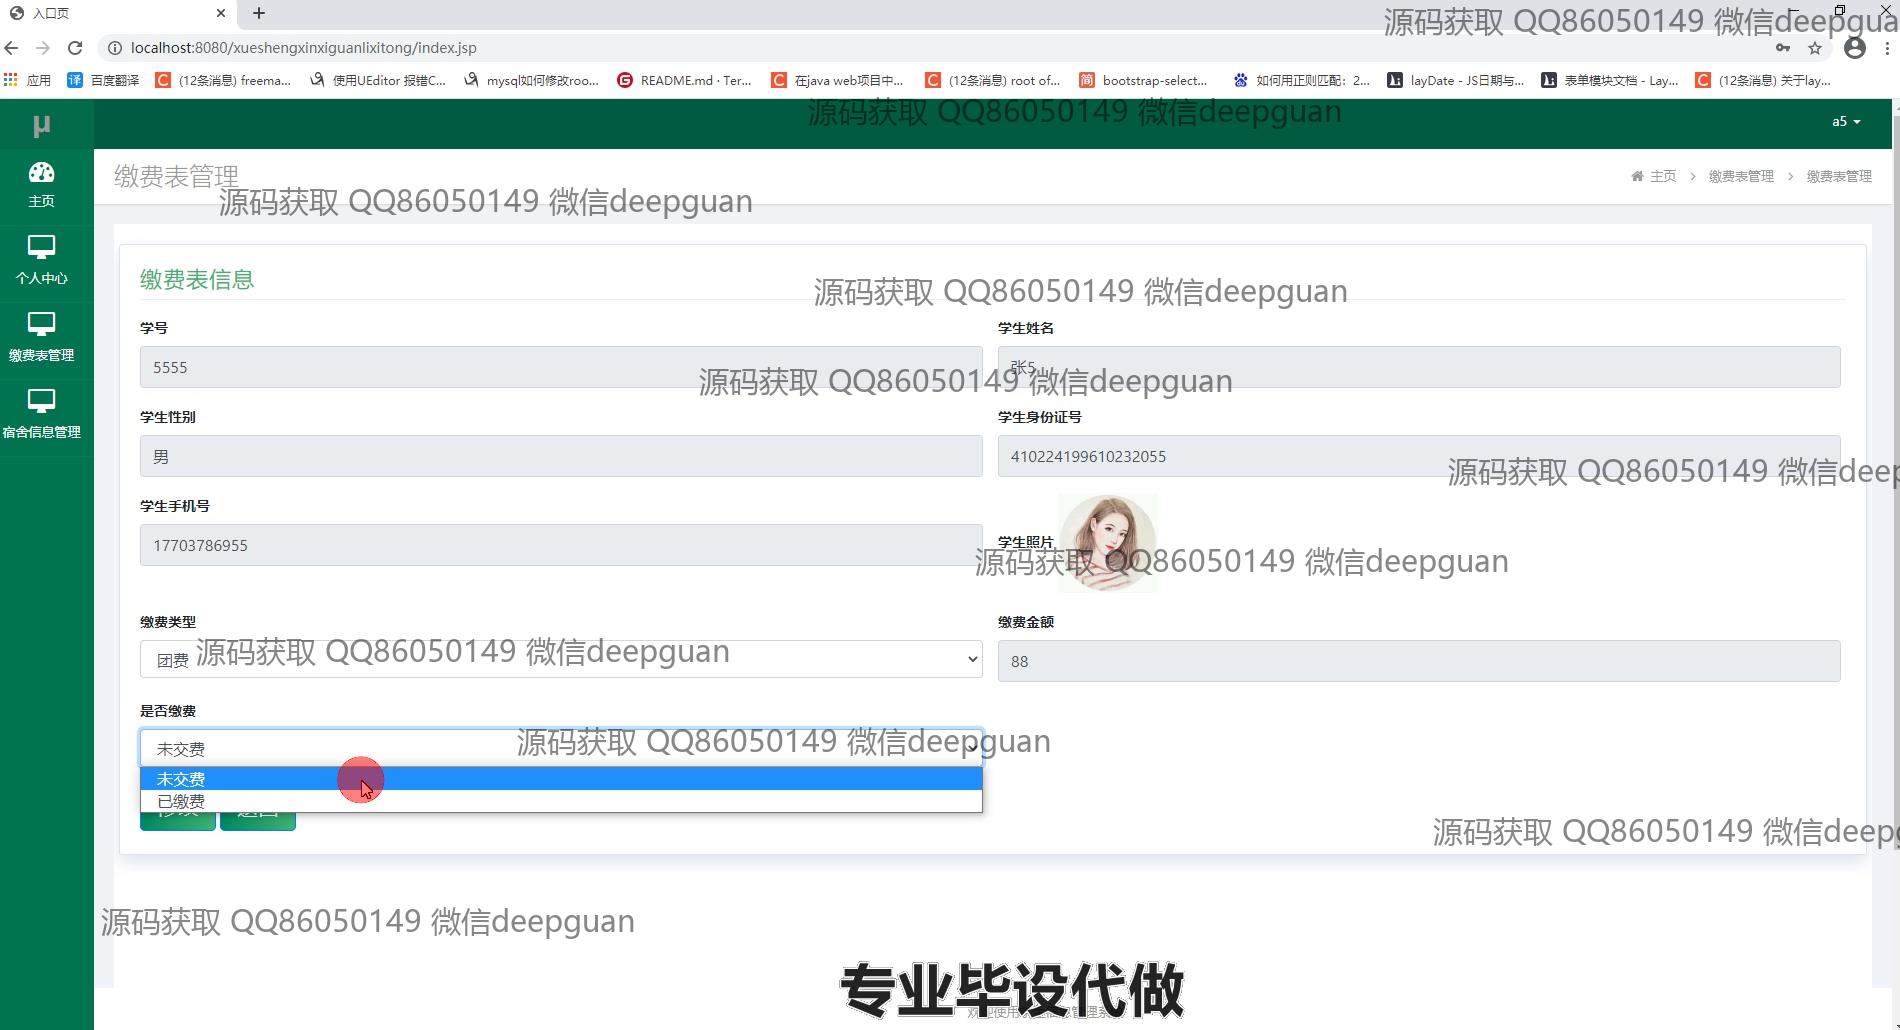 入口页
源码获取 QQ86050149 微信deepgua
localhost:8080/xueshengxinxiguanlixitong/index.jsp
应用 百度翻译 (12条消息) freema... 使用UEditor 报错C... mysql如何修改roo... README.md · Ter... 在java web项目中... (12条消息) root of... bootstrap-select... 如何用正则匹配：2... layDate - JS日期与... 表单模块文档 - Lay... (12条消息) 关于lay...
源码获取 QQ86050149 微信deepguan
μ
a5
主页
缴费表管理
主页 > 缴费表管理 > 缴费表管理
源码获取 QQ86050149 微信deepguan
个人中心
缴费表信息
源码获取 QQ86050149 微信deepguan
学号 学生姓名
缴费表管理
5555 张5
源码获取 QQ86050149 微信deepguan
学生性别 学生身份证号
宿舍信息管理
男 410224199610232055
源码获取 QQ86050149 微信deep
学生手机号
17703786955 学生照片
源码获取 QQ86050149 微信deepguan
缴费类型 缴费金额
团费 88
源码获取 QQ86050149 微信deepguan
是否缴费
未交费
源码获取 QQ86050149 微信deepguan
未交费
已缴费
源码获取 QQ86050149 微信deep
源码获取 QQ86050149 微信deepguan
专业毕设代做